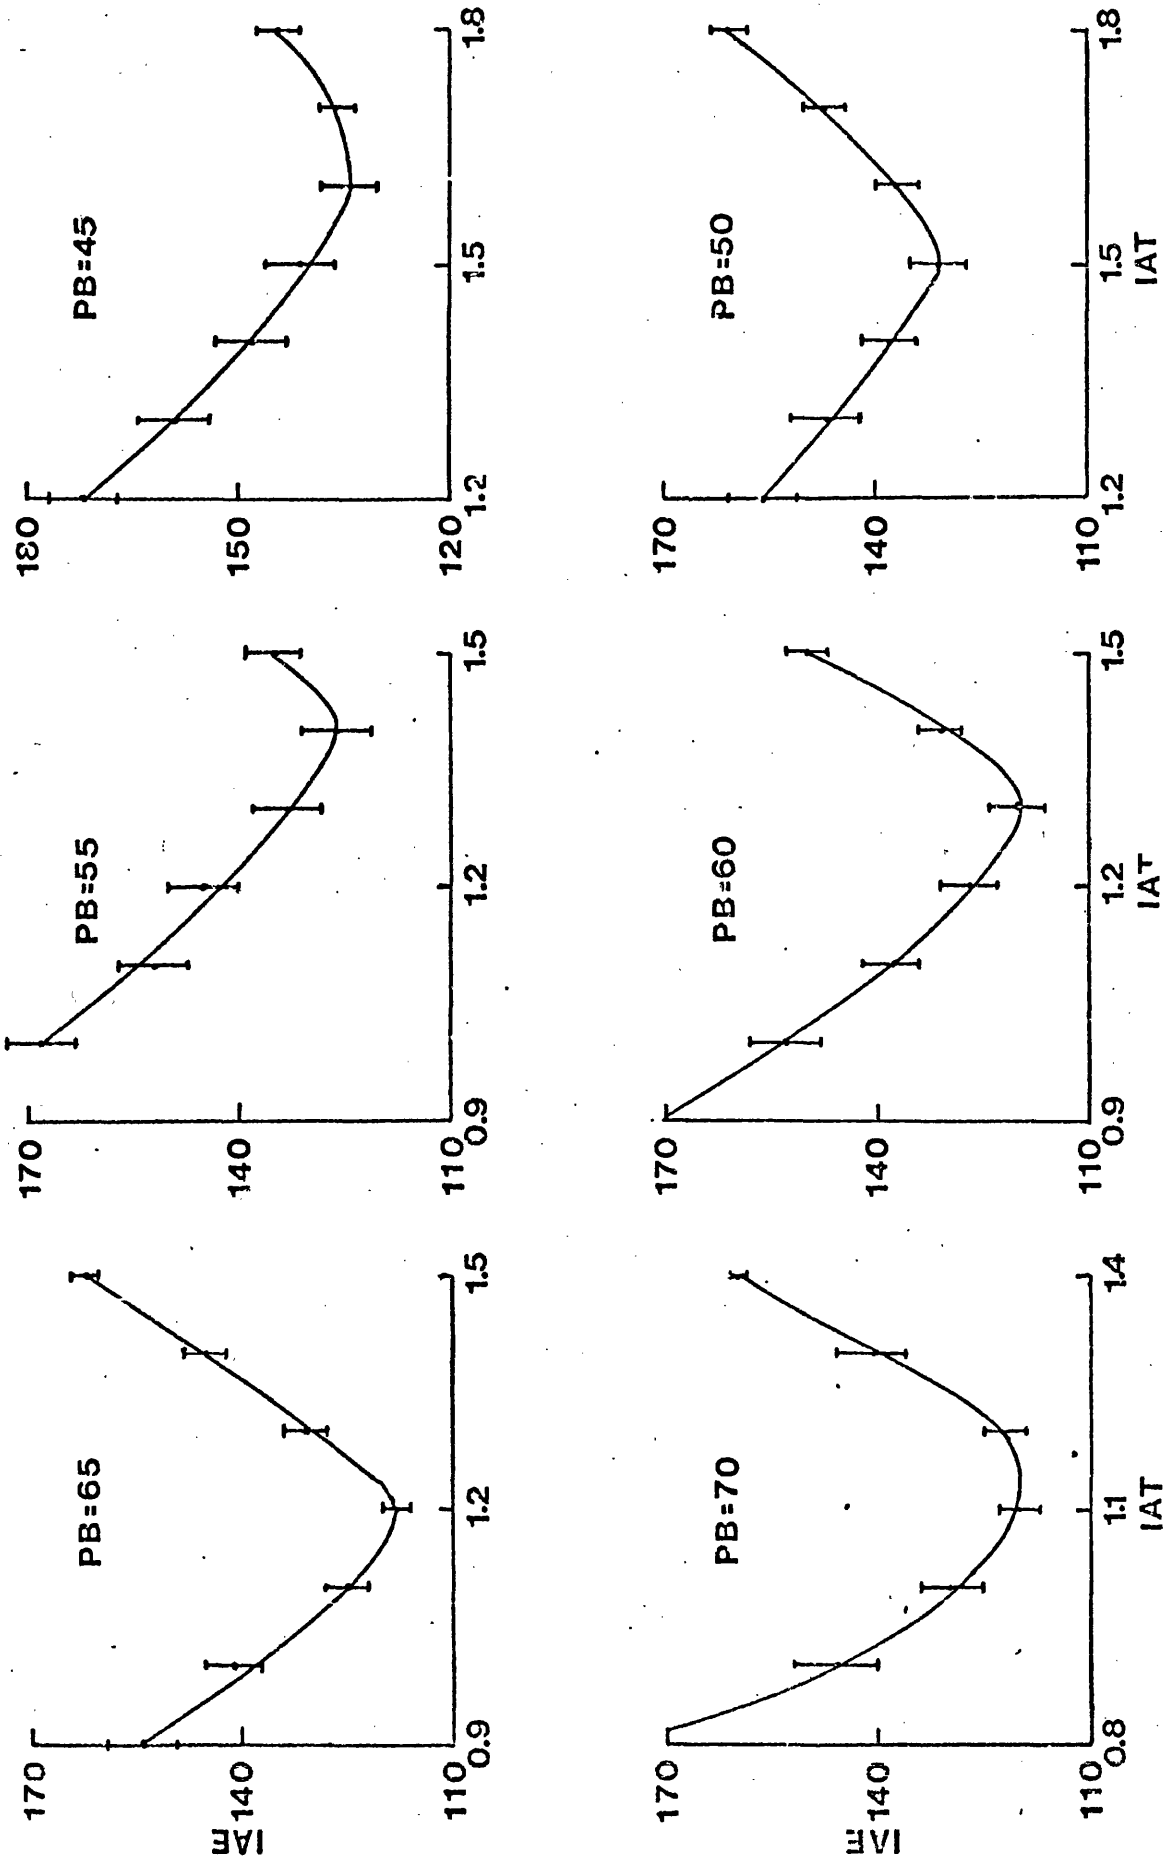 170 170 180
PB=65 PB=55 PB=45
IAE 140 140 150
110 110 120
0.9 1.2 1.5 0.9 1.2 1.5 1.2 1.5 1.8
170 170 170
PB=70 PB=60 PB=50
IAE 140 140 140
110 110 110
0.8 1.1 1.4 0.9 1.2 1.5 1.2 1.5 1.8
IAT IAT IAT